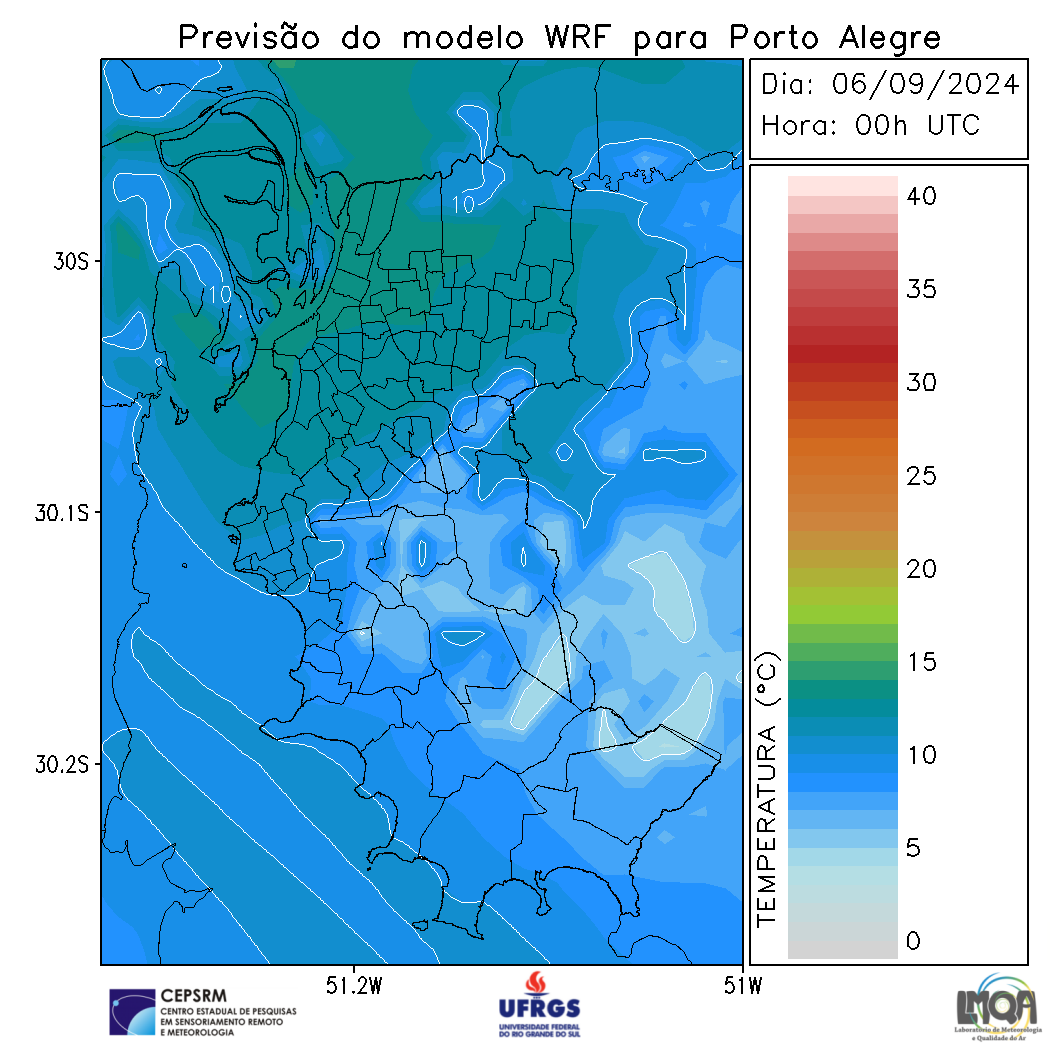 Previsão do modelo WRF para Porto Alegre
Dia: 06/09/2024
Hora: 00h UTC
10
10
30S
30.1S
30.2S
51.2W
51W
40
35
30
25
20
15
10
5
0
TEMPERATURA (°C)
CEPSRM
CENTRO ESTADUAL DE PESQUISAS
EM SENSORIAMENTO REMOTO
E METEOROLOGIA
UFRGS
UNIVERSIDADE FEDERAL
DO RIO GRANDE DO SUL
LMQA
Laboratório de Meteorologia
e Qualidade do Ar